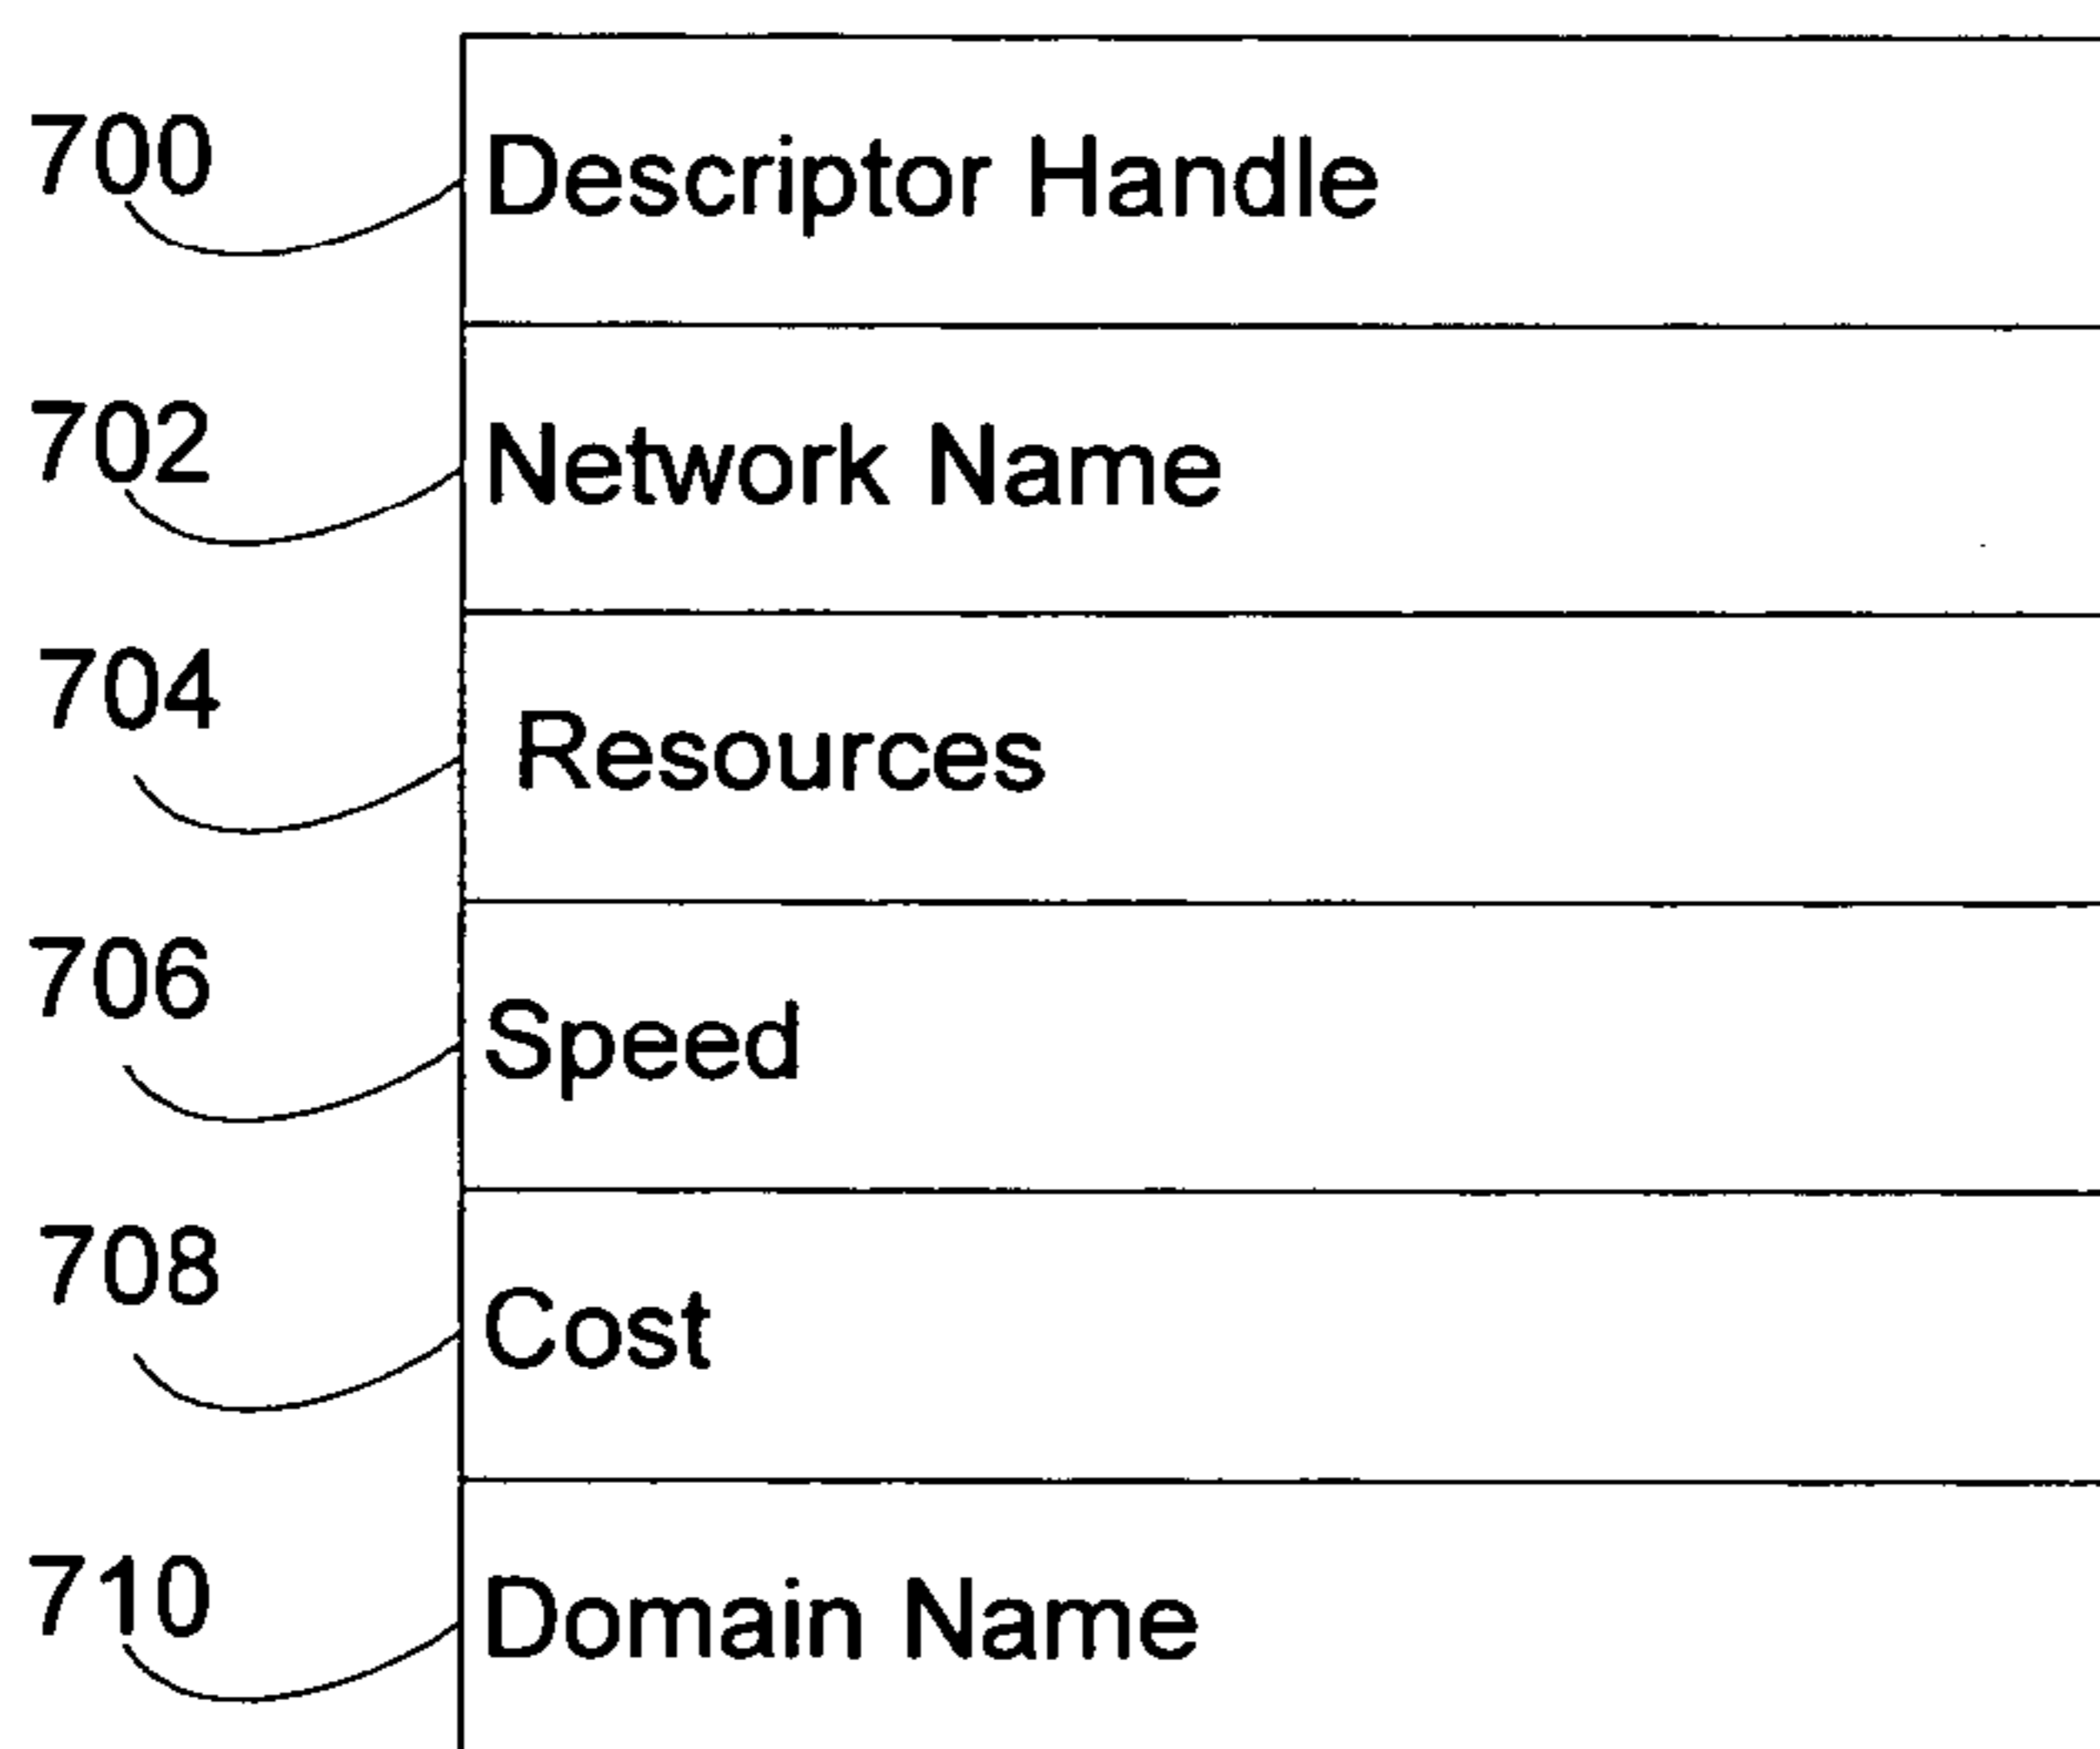 700 Descriptor Handle
702 Network Name
704 Resources
706 Speed
708 Cost
710 Domain Name